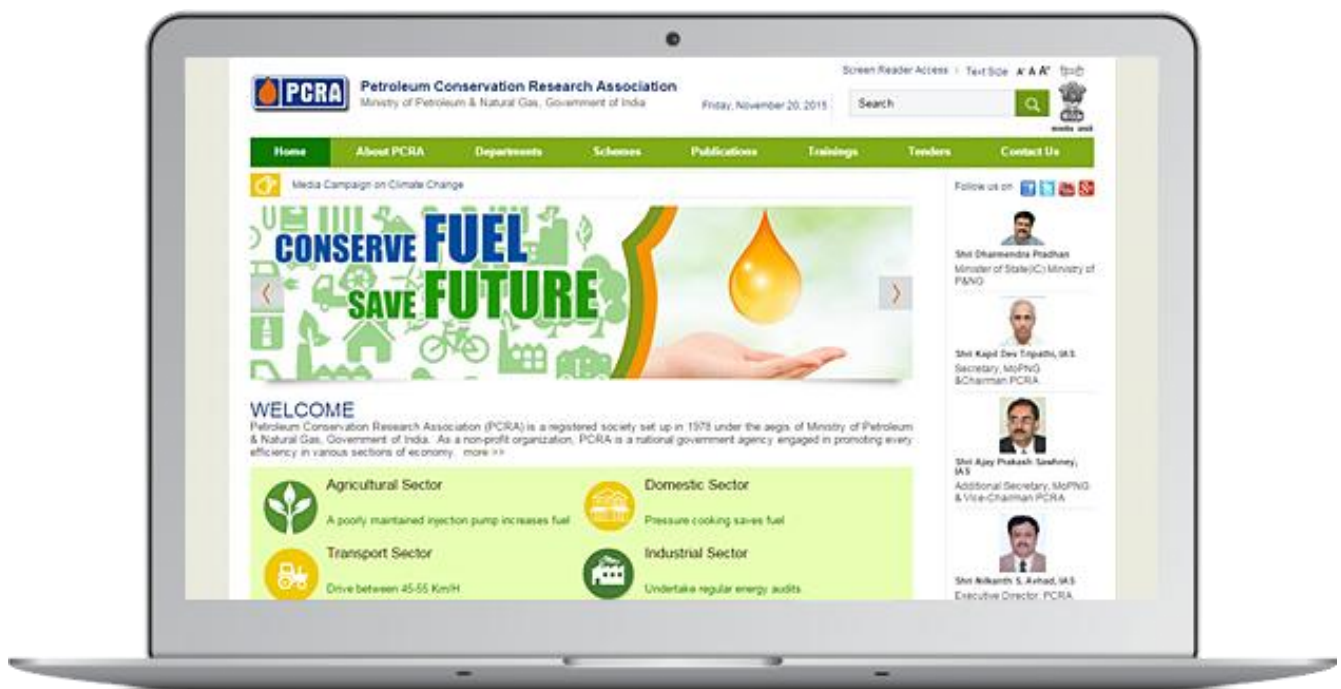 Screen Reader Access | Text Size A- A A+ हिन्दी
PCRA
Petroleum Conservation Research Association
Ministry of Petroleum & Natural Gas, Government of India
Friday, November 20, 2015
Search
Home About PCRA Departments Schemes Publications Trainings Tenders Contact Us
Media Campaign on Climate Change
Follow us on
CONSERVE FUEL
SAVE FUTURE
WELCOME
Petroleum Conservation Research Association (PCRA) is a registered society set up in 1978 under the aegis of Ministry of Petroleum
& Natural Gas, Government of India. As a non-profit organization, PCRA is a national government agency engaged in promoting every
efficiency in various sections of economy. more >>
Agricultural Sector
A poorly maintained injection pump increases fuel
Domestic Sector
Pressure cooking saves fuel
Transport Sector
Drive between 45-55 Km/H
Industrial Sector
Undertake regular energy audits
Shri Dharmendra Pradhan
Minister of State(IC) Ministry of
P&NG
Shri Kapil Dev Tripathi, IAS
Secretary, MoPNG
&Chairman PCRA
Shri Ajay Prakash Sawhney,
IAS
Additional Secretary, MoPNG
& Vice-Chairman PCRA
Shri Nilkanth S. Avhad, IAS
Executive Director, PCRA